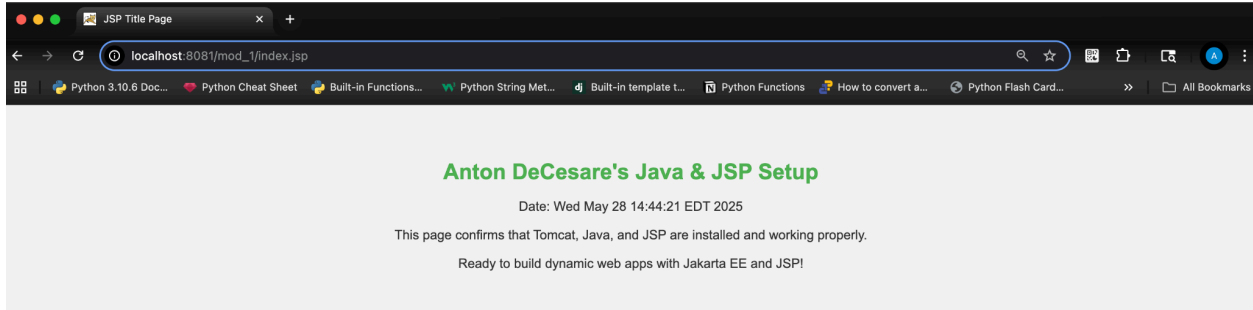 JSP Title Page
localhost:8081/mod_1/index.jsp
A
Python 3.10.6 Doc... Python Cheat Sheet Built-in Functions... Python String Met... dj Built-in template t... Python Functions How to convert a... Python Flash Card... » All Bookmarks
Anton DeCesare's Java & JSP Setup
Date: Wed May 28 14:44:21 EDT 2025
This page confirms that Tomcat, Java, and JSP are installed and working properly.
Ready to build dynamic web apps with Jakarta EE and JSP!